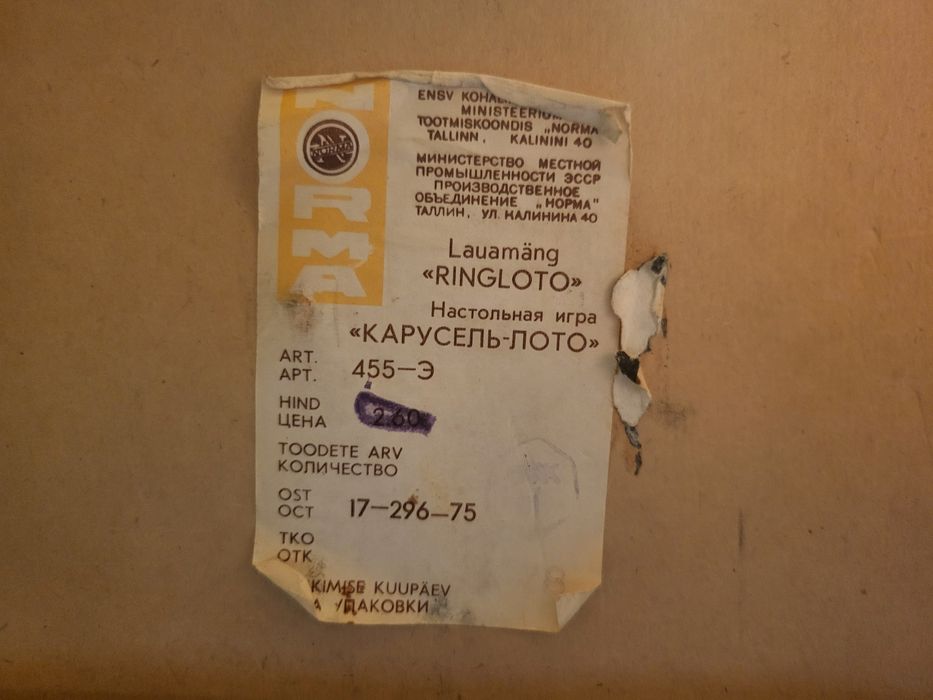 NORMA
NORMA
ENSV
MINISTEERIUM
TOOTMISKOONDIS „NORMA
TALLINN, KALININI 40
МИНИСТЕРСТВО МЕСТНОЙ
ПРОМЫШЛЕННОСТИ ЭССР
ПРОИЗВОДСТВЕННОЕ
ОБЪЕДИНЕНИЕ „НОРМА"
ТАЛЛИН, УЛ. КАЛИНИНА 40
Lauamäng
«RINGLOTO»
Настольная игра
«КАРУСЕЛЬ-ЛОТО»
ART.
АРТ. 455—Э
HIND
ЦЕНА 2.60
TOODETE ARV
КОЛИЧЕСТВО
OST
ОСТ 17—296—75
TKO
ОТК
KIMISE KUUPÄEV
А УПАКОВКИ